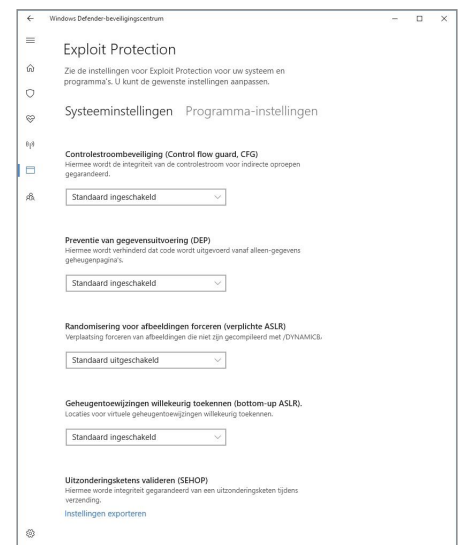 Windows Defender-beveiligingscentrum
Exploit Protection
Zie de instellingen voor Exploit Protection voor uw systeem en
programma's. U kunt de gewenste instellingen aanpassen.
Systeeminstellingen Programma-instellingen
Controlestroombeveiliging (Control flow guard, CFG)
Hiermee wordt de integriteit van de controlestroom voor indirecte oproepen
gegarandeerd.
Standaard ingeschakeld
Preventie van gegevensuitvoering (DEP)
Hiermee wordt verhinderd dat code wordt uitgevoerd vanaf alleen-gegevens
geheugenpagina's.
Standaard ingeschakeld
Randomisering voor afbeeldingen forceren (verplichte ASLR)
Verplaatsing forceren van afbeeldingen die niet zijn gecompileerd met /DYNAMICBA
Standaard uitgeschakeld
Geheugentoewijzingen willekeurig toekennen (bottom-up ASLR).
Locaties voor virtuele geheugentoewijzingen willekeurig toekennen.
Standaard ingeschakeld
Uitzonderingsketens valideren (SEHOP)
Hiermee worde integriteit gegarandeerd van een uitzonderingsketen tijdens
verzending.
Instellingen exporteren